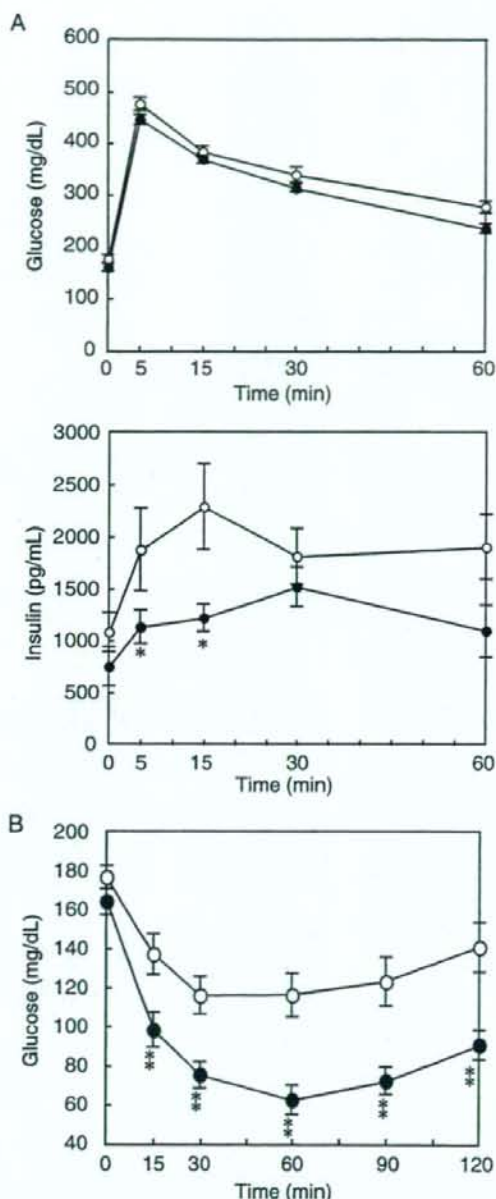 A
600
500
400
300
200
100
0
Glucose (mg/dL)
0 5 15 30 60
Time (min)
3000
2500
2000
1500
1000
500
0
Insulin (pg/mL)
* *
0 5 15 30 60
Time (min)
B
200
180
160
140
120
100
80
60
40
Glucose (mg/dL)
** ** ** ** **
0 15 30 60 90 120
Time (min)